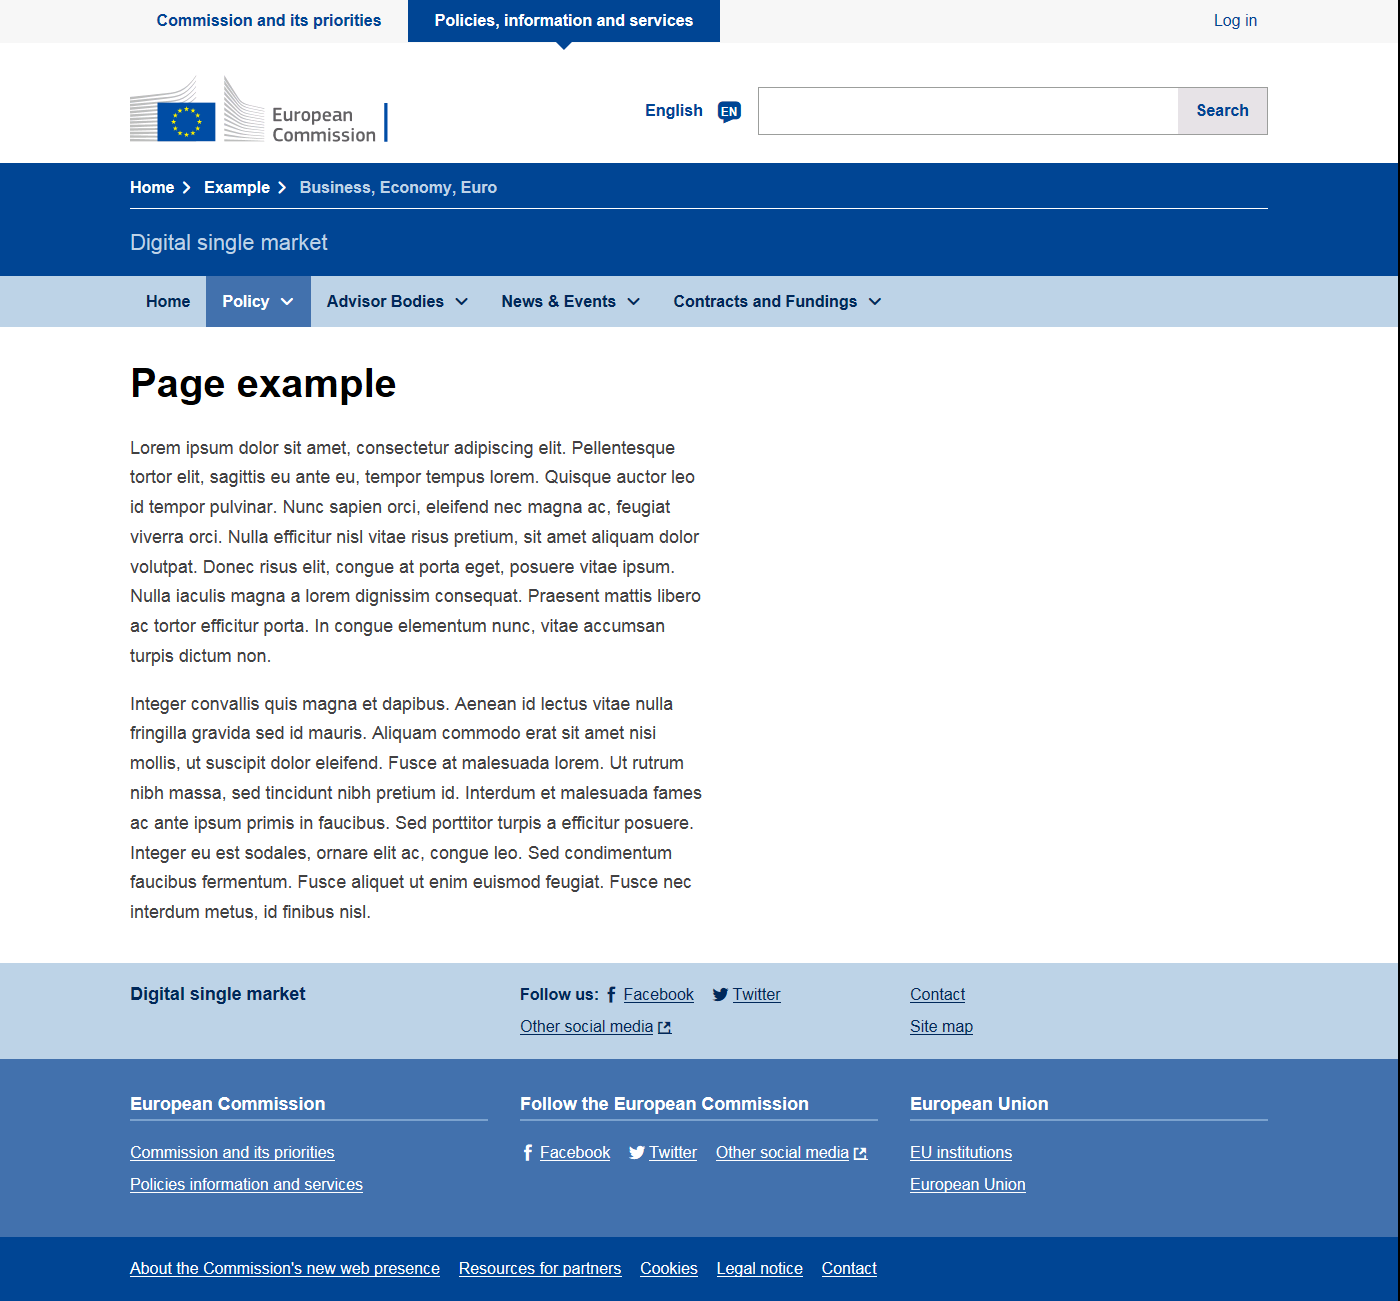 Commission and its priorities
Policies, information and services
Log in
European
Commission
English EN
Search
Home Example Business, Economy, Euro
Digital single market
Home Policy Advisor Bodies News & Events Contracts and Fundings
Page example
Lorem ipsum dolor sit amet, consectetur adipiscing elit. Pellentesque
tortor elit, sagittis eu ante eu, tempor tempus lorem. Quisque auctor leo
id tempor pulvinar. Nunc sapien orci, eleifend nec magna ac, feugiat
viverra orci. Nulla efficitur nisl vitae risus pretium, sit amet aliquam dolor
volutpat. Donec risus elit, congue at porta eget, posuere vitae ipsum.
Nulla iaculis magna a lorem dignissim consequat. Praesent mattis libero
ac tortor efficitur porta. In congue elementum nunc, vitae accumsan
turpis dictum non.
Integer convallis quis magna et dapibus. Aenean id lectus vitae nulla
fringilla gravida sed id mauris. Aliquam commodo erat sit amet nisi
mollis, ut suscipit dolor eleifend. Fusce at malesuada lorem. Ut rutrum
nibh massa, sed tincidunt nibh pretium id. Interdum et malesuada fames
ac ante ipsum primis in faucibus. Sed porttitor turpis a efficitur posuere.
Integer eu est sodales, ornare elit ac, congue leo. Sed condimentum
faucibus fermentum. Fusce aliquet ut enim euismod feugiat. Fusce nec
interdum metus, id finibus nisl.
Digital single market
Follow us: Facebook Twitter
Other social media
Contact
Site map
European Commission
Commission and its priorities
Policies information and services
Follow the European Commission
Facebook Twitter Other social media
European Union
EU institutions
European Union
About the Commission's new web presence Resources for partners Cookies Legal notice Contact